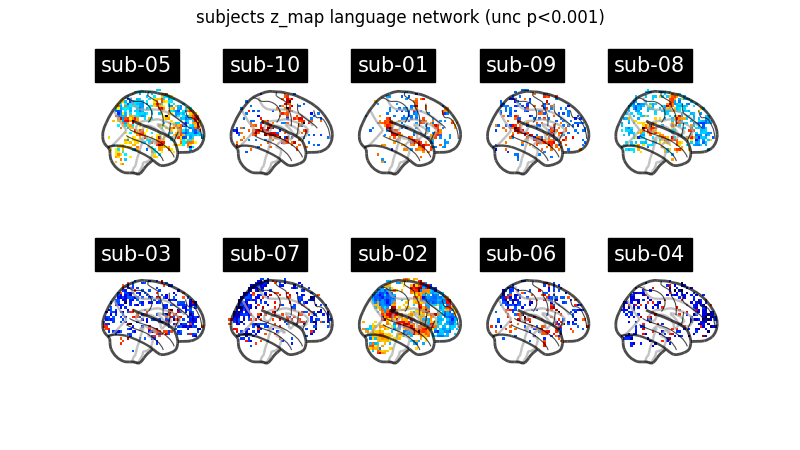 subjects z_map language network (unc p<0.001)
sub-05 sub-10 sub-01 sub-09 sub-08
sub-03 sub-07 sub-02 sub-06 sub-04